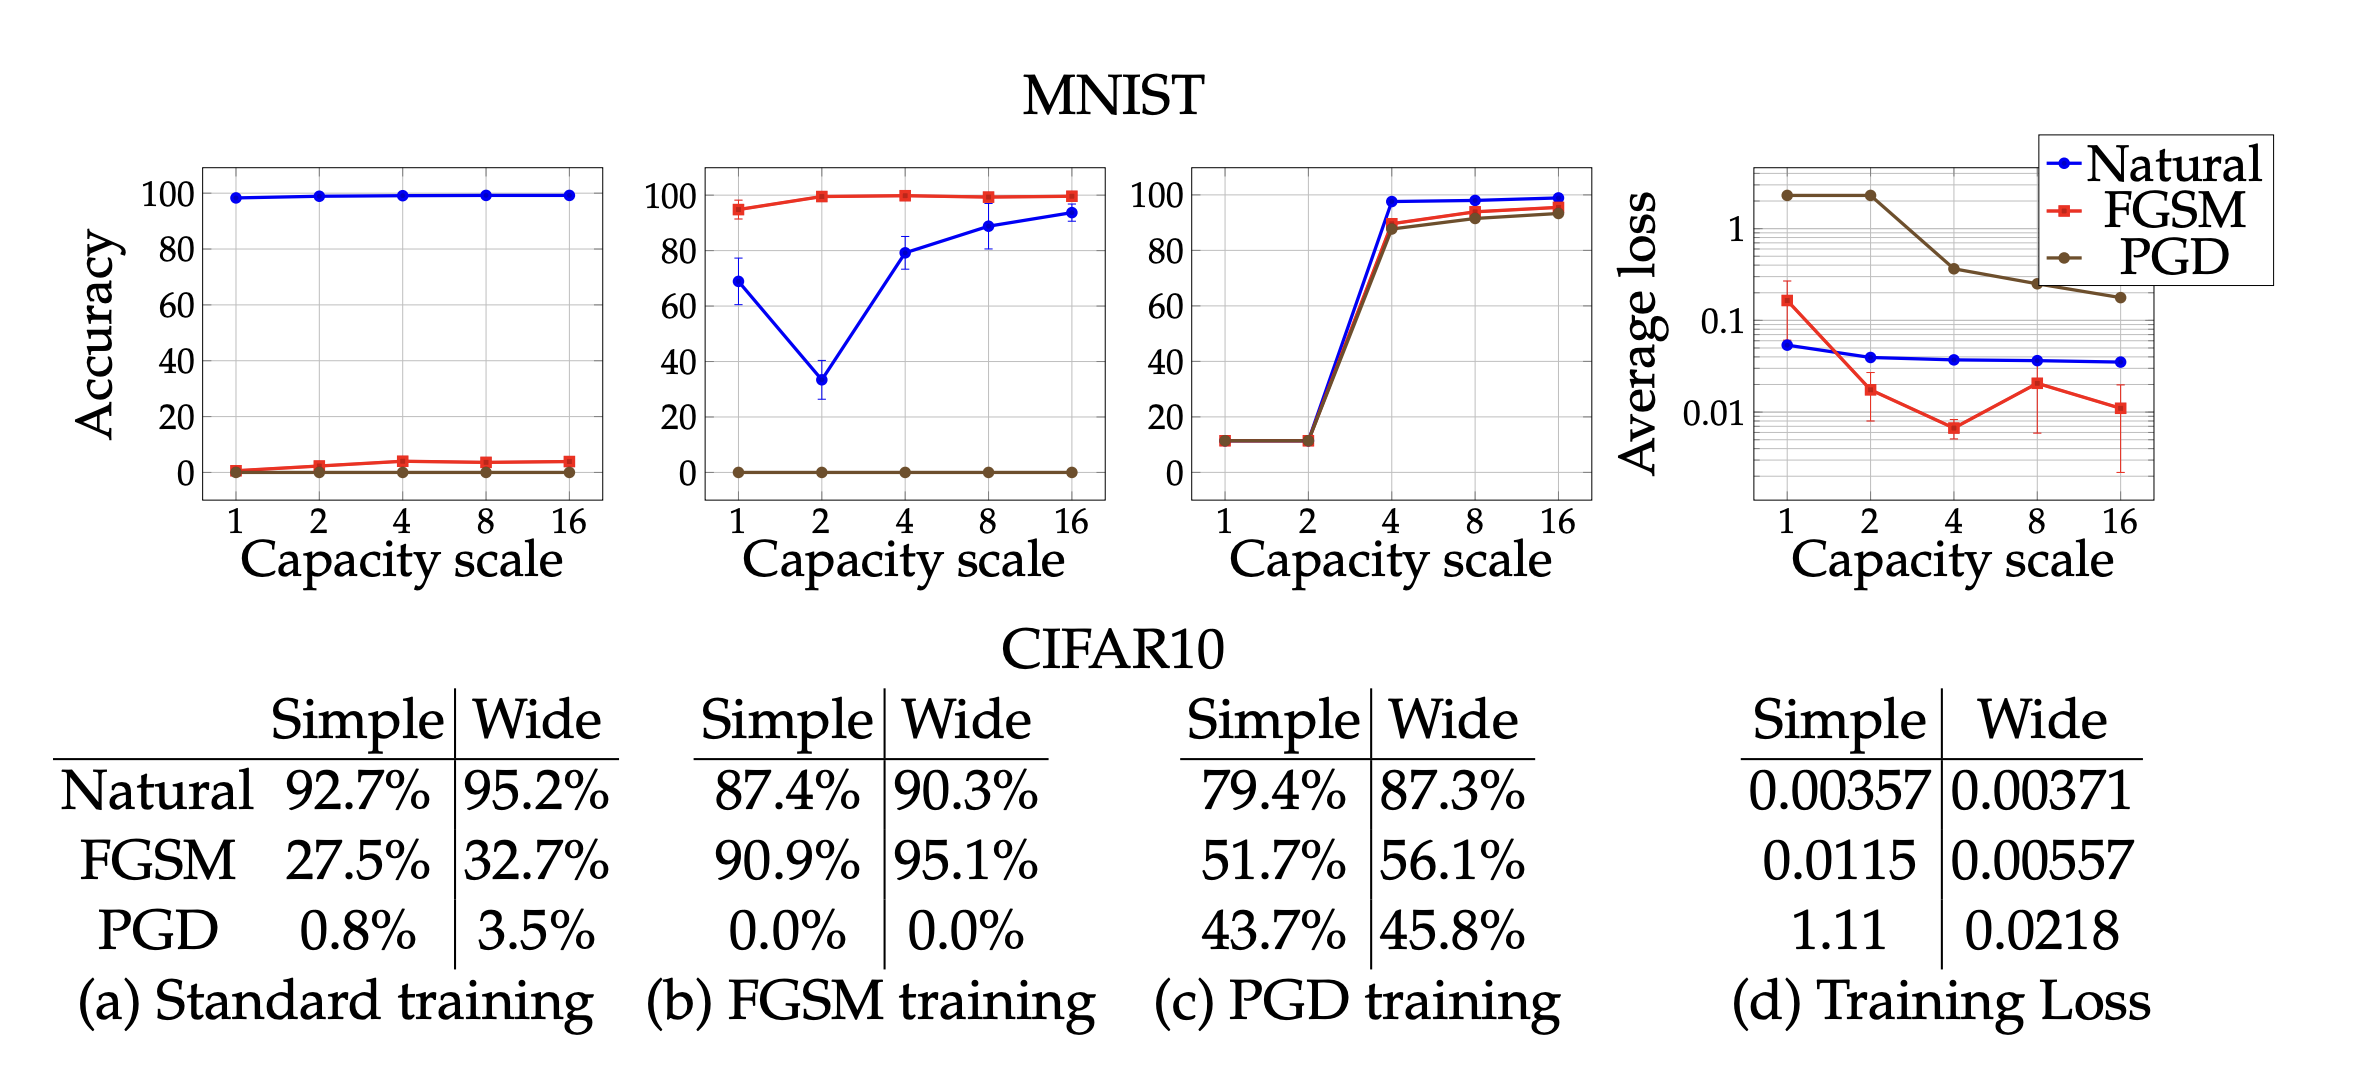 MNIST
Accuracy
100
80
60
40
20
0
1 2 4 8 16
Capacity scale
100
80
60
40
20
0
1 2 4 8 16
Capacity scale
100
80
60
40
20
0
1 2 4 8 16
Capacity scale
Average loss
1
0.1
0.01
1 2 4 8 16
Capacity scale
Natural
FGSM
PGD
CIFAR10
Simple Wide Simple Wide Simple Wide Simple Wide
Natural 92.7% 95.2% 87.4% 90.3% 79.4% 87.3% 0.00357 0.00371
FGSM 27.5% 32.7% 90.9% 95.1% 51.7% 56.1% 0.0115 0.00557
PGD 0.8% 3.5% 0.0% 0.0% 43.7% 45.8% 1.11 0.0218
(a) Standard training (b) FGSM training (c) PGD training (d) Training Loss